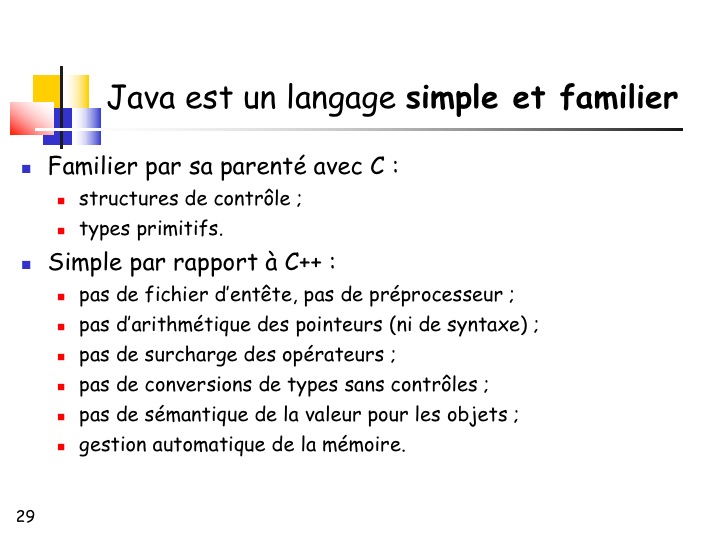 Java est un langage simple et familier
Familier par sa parenté avec C :
structures de contrôle ;
types primitifs.
Simple par rapport à C++ :
pas de fichier d’entête, pas de préprocesseur ;
pas d’arithmétique des pointeurs (ni de syntaxe) ;
pas de surcharge des opérateurs ;
pas de conversions de types sans contrôles ;
pas de sémantique de la valeur pour les objets ;
gestion automatique de la mémoire.
29